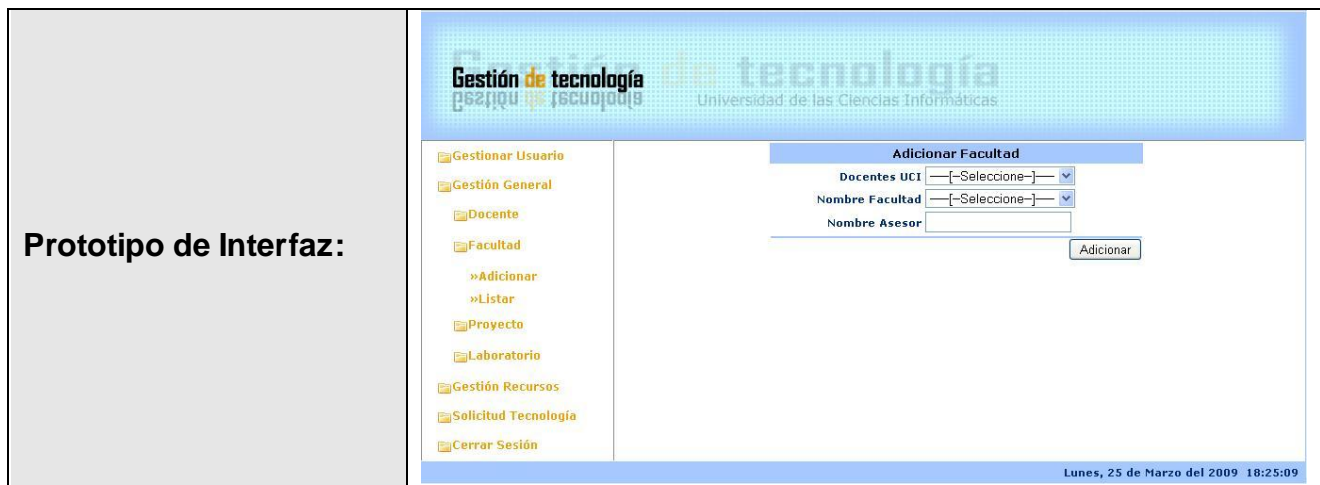 Prototipo de Interfaz:
Gestión de tecnología
Gestión de tecnología
Universidad de las Ciencias Informáticas
Gestionar Usuario
Gestión General
Docente
Facultad
»Adicionar
»Listar
Proyecto
Laboratorio
Gestión Recursos
Solicitud Tecnología
Cerrar Sesión
Adicionar Facultad
Docentes UCI ──[-Seleccione-]──
Nombre Facultad ──[-Seleccione-]──
Nombre Asesor
Adicionar
Lunes, 25 de Marzo del 2009 18:25:09